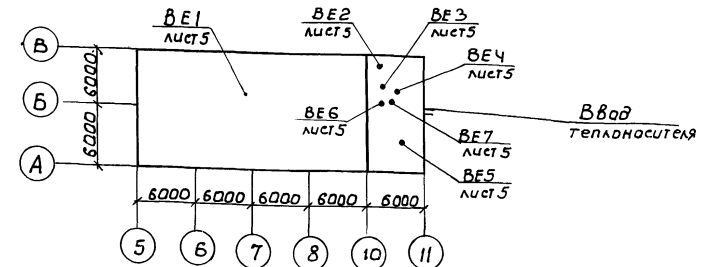 ВЕ1
лист5
ВЕ2
лист5
ВЕ3
лист5
ВЕ4
лист5
ВЕ6
лист5
ВЕ7
лист5
ВЕ5
лист5
Ввод
теплоносителя
В
Б
А
6000
6000
6000
6000
6000
6000
6000
5
6
7
8
10
11